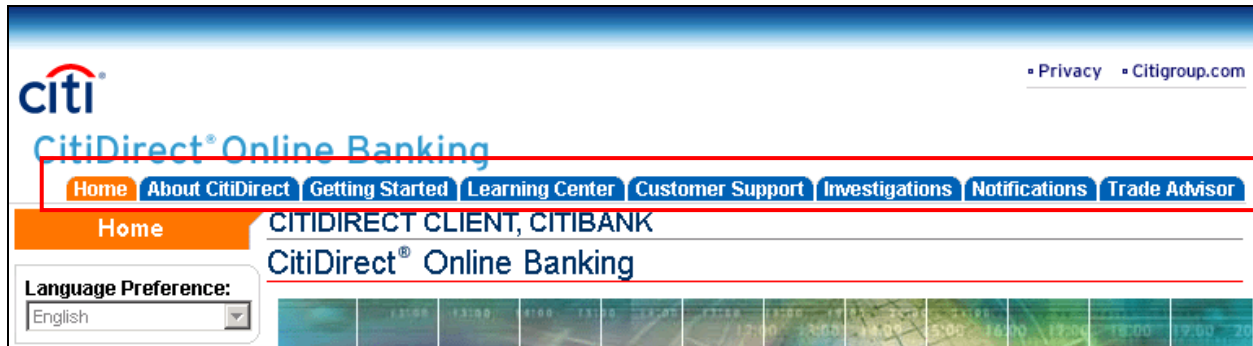 Privacy Citigroup.com
citi®
CitiDirect® Online Banking
Home About CitiDirect Getting Started Learning Center Customer Support Investigations Notifications Trade Advisor
Home
CITIDIRECT CLIENT, CITIBANK
CitiDirect® Online Banking
Language Preference:
English